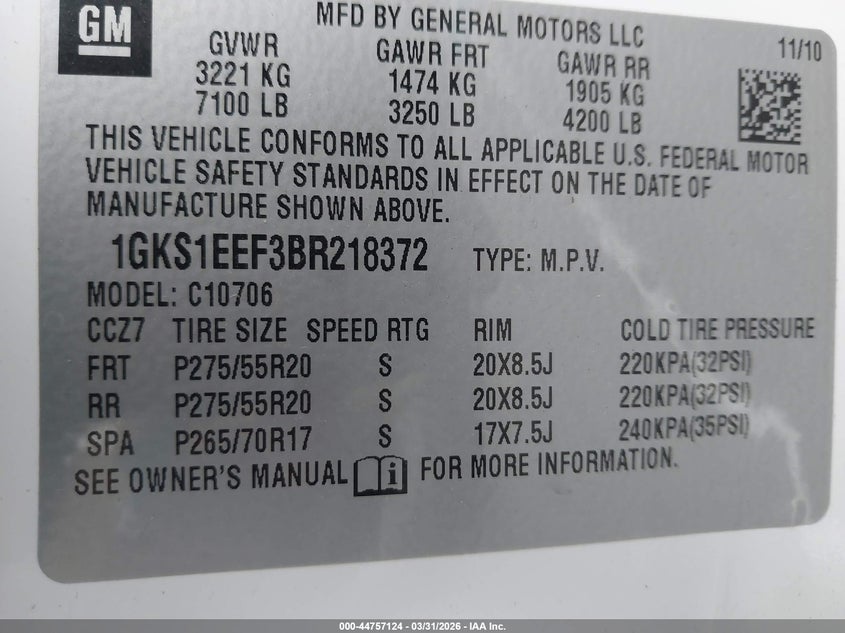 GM
MFD BY GENERAL MOTORS LLC
11/10
GVWR GAWR FRT GAWR RR
3221 KG 1474 KG 1905 KG
7100 LB 3250 LB 4200 LB
THIS VEHICLE CONFORMS TO ALL APPLICABLE U.S. FEDERAL MOTOR
VEHICLE SAFETY STANDARDS IN EFFECT ON THE DATE OF
MANUFACTURE SHOWN ABOVE.
1GKS1EEF3BR218372 TYPE: M.P.V.
MODEL: C10706
CCZ7 TIRE SIZE SPEED RTG RIM COLD TIRE PRESSURE
FRT P275/55R20 S 20X8.5J 220KPA(32PSI)
RR P275/55R20 S 20X8.5J 220KPA(32PSI)
SPA P265/70R17 S 17X7.5J 240KPA(35PSI)
SEE OWNER'S MANUAL i FOR MORE INFORMATION.
000-44757124 - 03/31/2026 - IAA Inc.